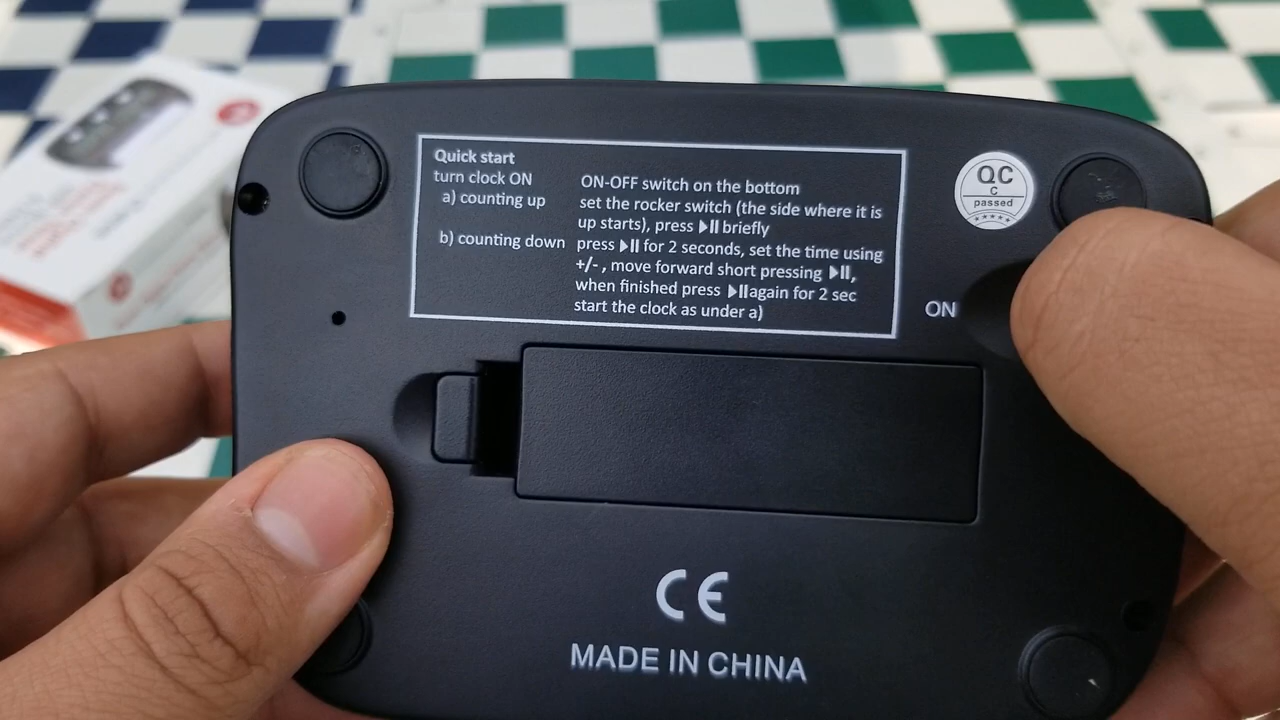 Quick start
turn clock ON
ON-OFF switch on the bottom
a) counting up
set the rocker switch (the side where it is
up starts), press ▶II briefly
b) counting down
press ▶II for 2 seconds, set the time using
+/- , move forward short pressing ▶II,
when finished press ▶II again for 2 sec
start the clock as under a)
QC
C
passed
ON
CE
MADE IN CHINA